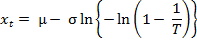 x_t = μ − σ ln{−ln(1 − 1/T)}